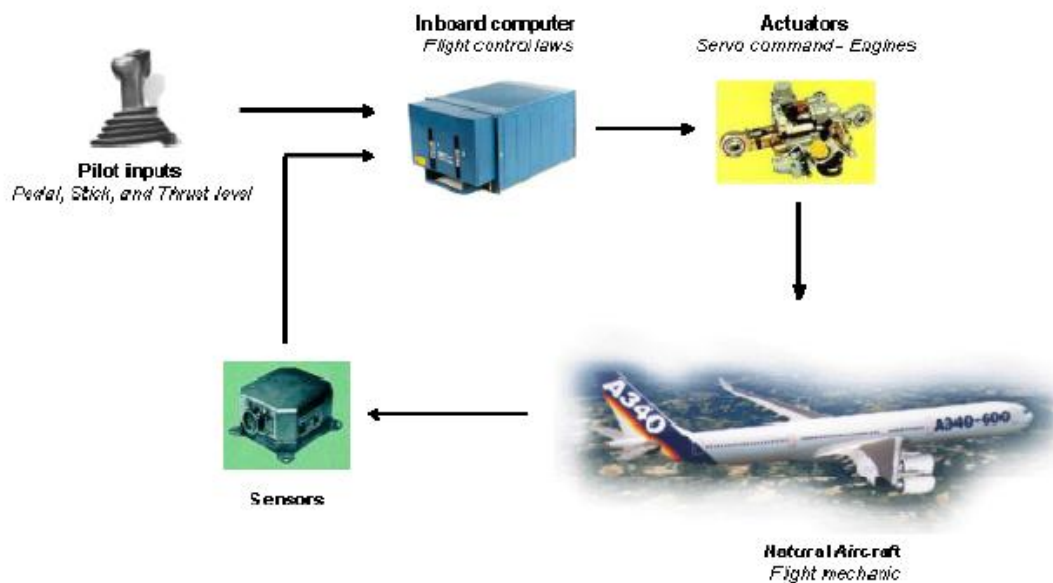 Inboard computer
Flight control laws
Actuators
Servo command - Engines
Pilot inputs
Pedal, Stick, and Thrust level
Sensors
A340
A340-600
Natural Aircraft
Flight mechanic